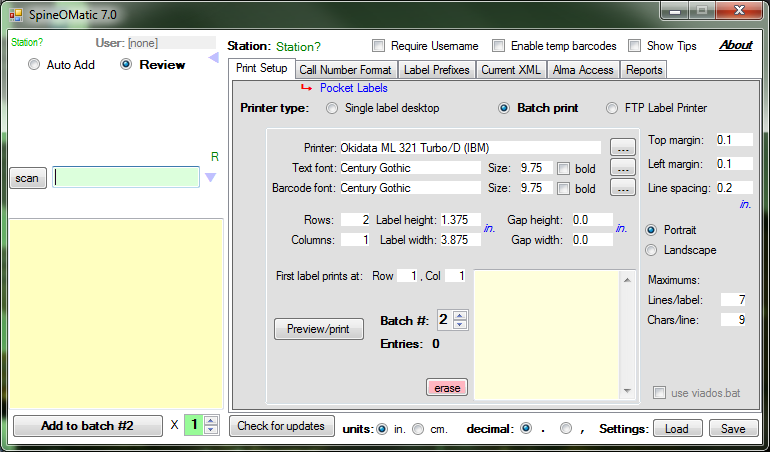 SpineOMatic 7.0
Station?
User: [none]
Auto Add
Review
R
scan
Add to batch #2
X
1
Station: Station?
Require Username
Enable temp barcodes
Show Tips
About
Print Setup
Call Number Format
Label Prefixes
Current XML
Alma Access
Reports
Pocket Labels
Printer type:
Single label desktop
Batch print
FTP Label Printer
Printer: Okidata ML 321 Turbo/D (IBM) ...
Text font: Century Gothic Size: 9.75 bold ...
Barcode font: Century Gothic Size: 9.75 bold ...
Rows: 2 Label height: 1.375 Gap height: 0.0
in. in.
Columns: 1 Label width: 3.875 Gap width: 0.0
First label prints at: Row 1 , Col 1
Preview/print
Batch #: 2
Entries: 0
erase
Top margin: 0.1
Left margin: 0.1
Line spacing: 0.2
in.
Portrait
Landscape
Maximums:
Lines/label: 7
Chars/line: 9
use viados.bat
Check for updates
units: in. cm.
decimal: . ,
Settings: Load Save